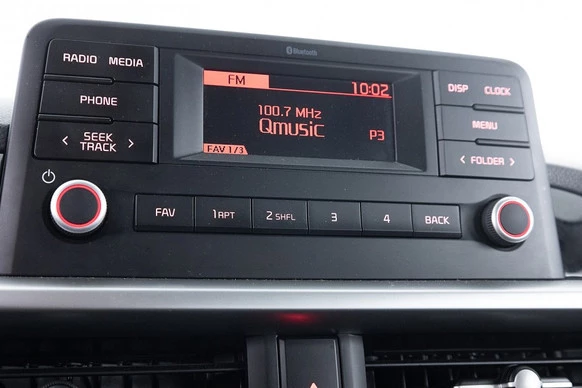 Bluetooth
RADIO MEDIA
PHONE
< SEEK TRACK >
FM 10:02
100.7 MHz
Qmusic
P3
FAV 1/3
DISP CLOCK
MENU
< FOLDER >
FAV 1 RPT 2 SHFL 3 4 BACK